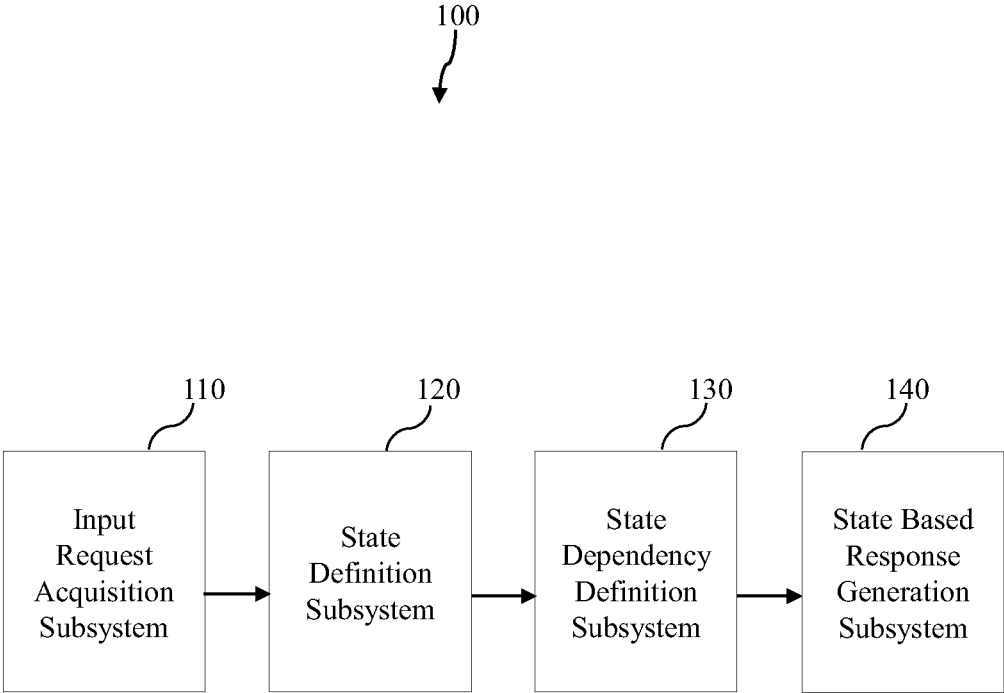 100
110
120
130
140
Input
Request
Acquisition
Subsystem
State
Definition
Subsystem
State
Dependency
Definition
Subsystem
State Based
Response
Generation
Subsystem